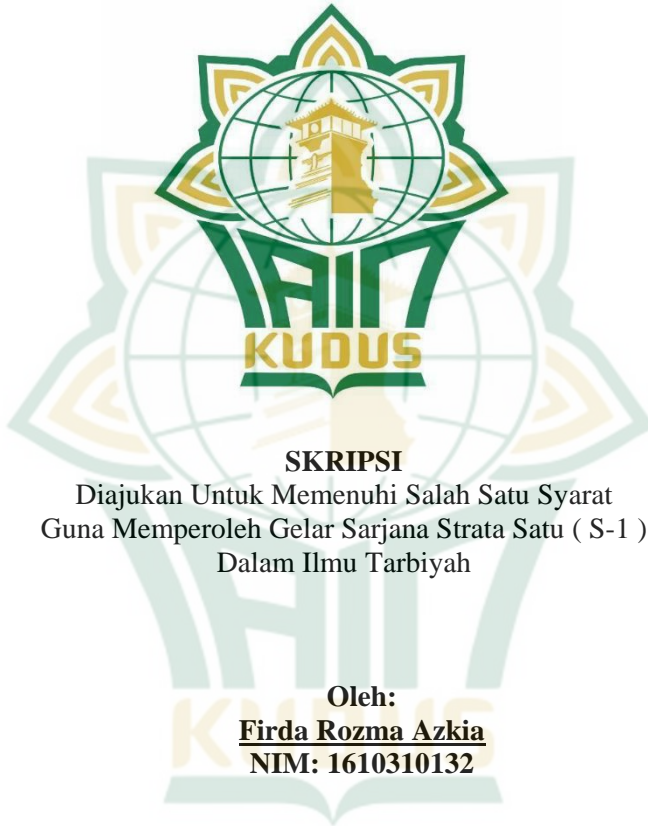 IAIN
KUDUS
SKRIPSI
Diajukan Untuk Memenuhi Salah Satu Syarat
Guna Memperoleh Gelar Sarjana Strata Satu ( S-1 )
Dalam Ilmu Tarbiyah
Oleh:
Firda Rozma Azkia
NIM: 1610310132